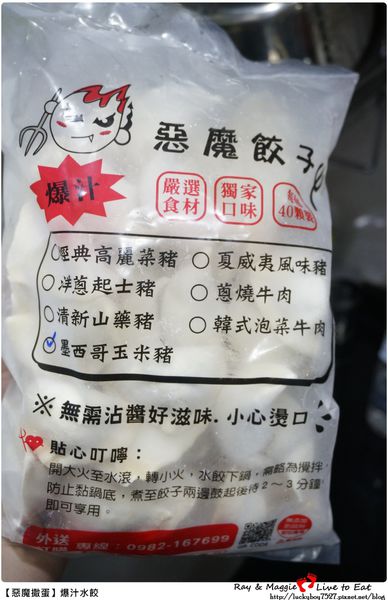 惡魔餃子
爆汁
嚴選食材
獨家口味
40顆裝
經典高麗菜豬
夏威夷風味豬
洋蔥起士豬
蔥燒牛肉
清新山藥豬
韓式泡菜牛肉
墨西哥玉米豬
※無需沾醬好滋味.小心燙口
貼心叮嚀:
開大火至水滾,轉小火,水餃下鍋,需略為攪拌
防止黏鍋底,煮至餃子兩邊鼓起後待2~3分鐘
即可享用。
外送
專線:0982-167699
Ray & Maggie Live to Eat
http://luckyboy7527.pixnet.net/blog
【惡魔撒蛋】爆汁水餃